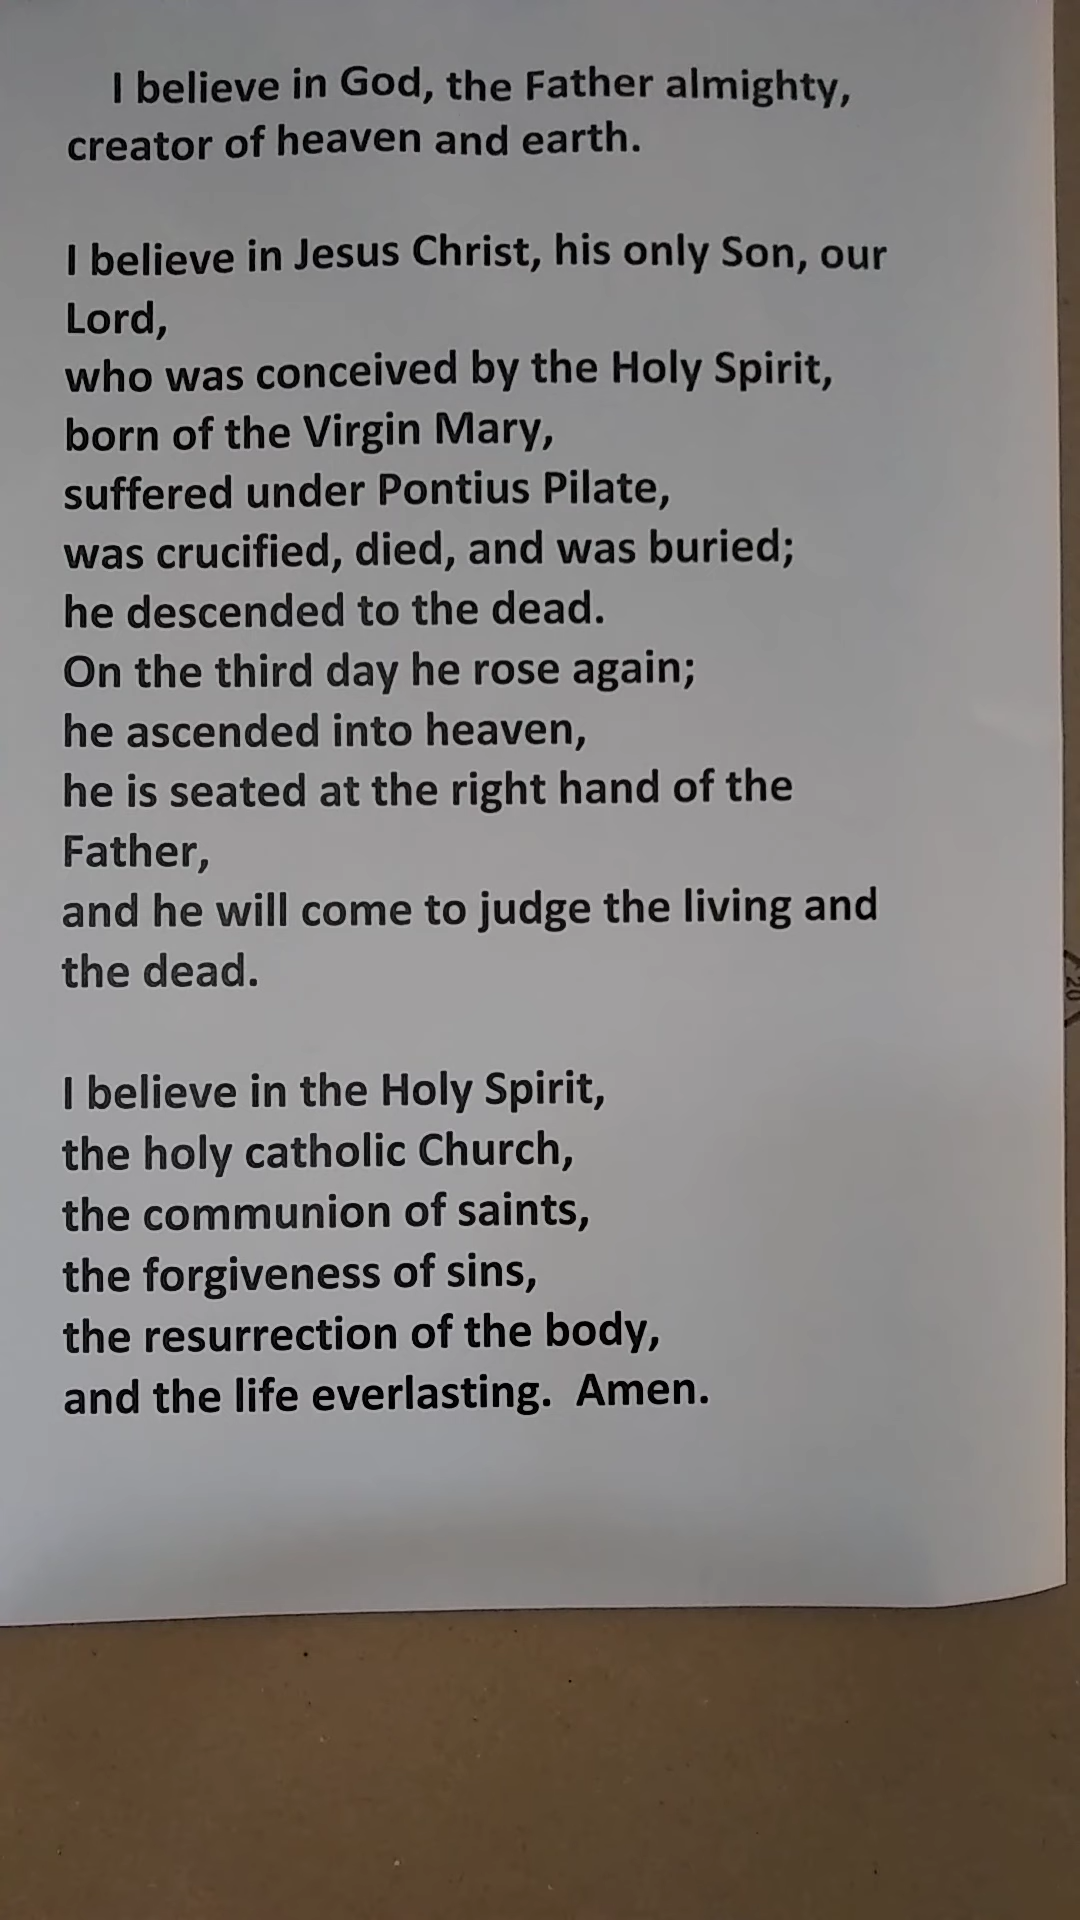 I believe in God, the Father almighty,
creator of heaven and earth.
I believe in Jesus Christ, his only Son, our
Lord,
who was conceived by the Holy Spirit,
born of the Virgin Mary,
suffered under Pontius Pilate,
was crucified, died, and was buried;
he descended to the dead.
On the third day he rose again;
he ascended into heaven,
he is seated at the right hand of the
Father,
and he will come to judge the living and
the dead.
I believe in the Holy Spirit,
the holy catholic Church,
the communion of saints,
the forgiveness of sins,
the resurrection of the body,
and the life everlasting.  Amen.
20